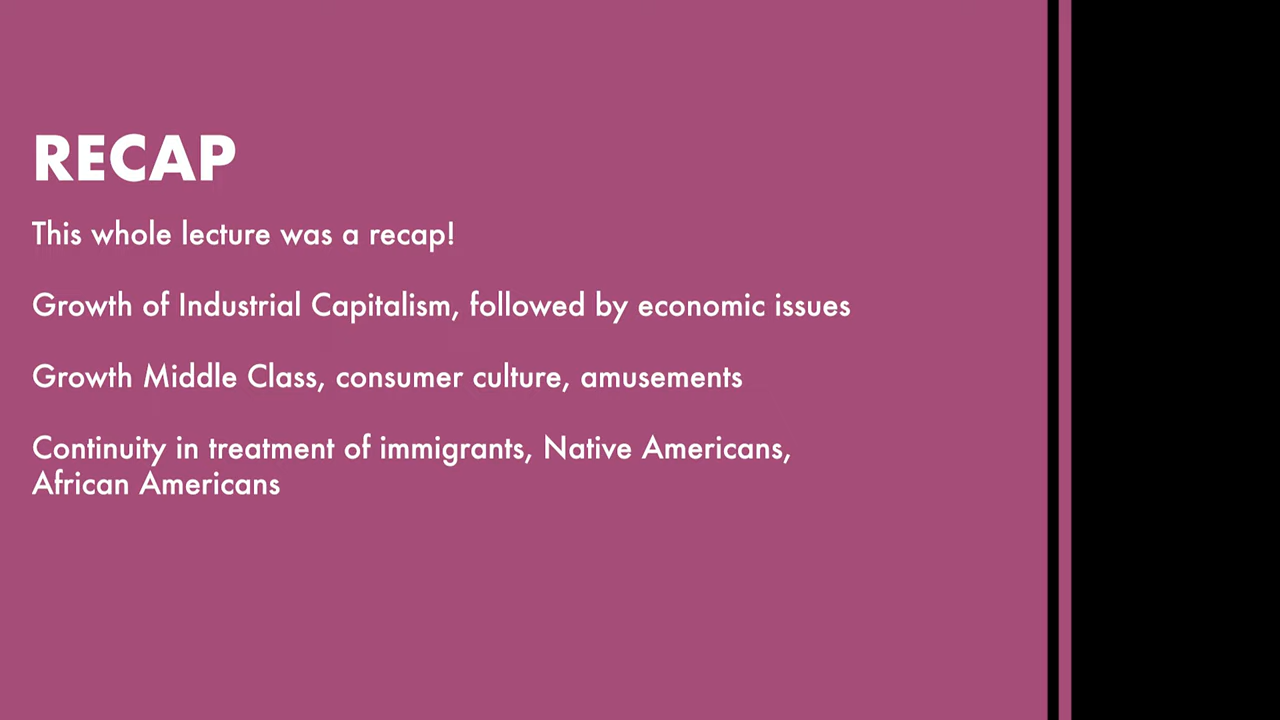 RECAP
This whole lecture was a recap!
Growth of Industrial Capitalism, followed by economic issues
Growth Middle Class, consumer culture, amusements
Continuity in treatment of immigrants, Native Americans,
African Americans